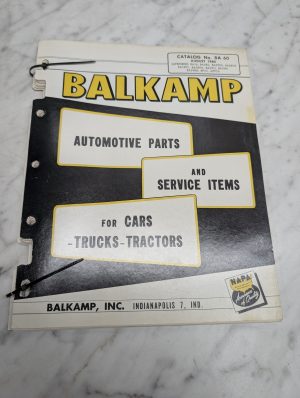 CATALOG No. BA 60
BALKAMP
AUTOMOTIVE PARTS
AND
SERVICE ITEMS
FOR CARS
-TRUCKS-TRACTORS
BALKAMP, INC. INDIANAPOLIS 7, IND.
NAPA